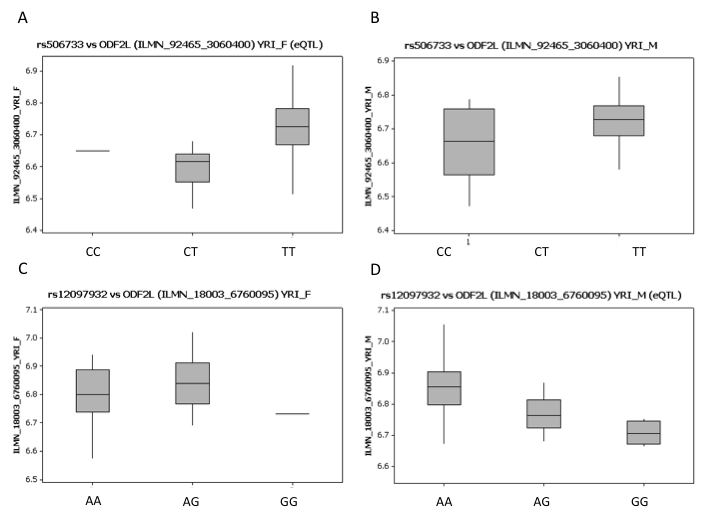 A
rs506733 vs ODF2L (ILMN_92465_3060400) YRI_F (eQTL)
ILMN_92465_3060400_YRI_F
6.9
6.8
6.7
6.6
6.5
6.4
CC CT TT
B
rs506733 vs ODF2L (ILMN_92465_3060400) YRI_M
ILMN_92465_3060400_YRI_M
6.9
6.8
6.7
6.6
6.5
6.4
1
CC CT TT
C
rs12097932 vs ODF2L (ILMN_18003_6760095) YRI_F
ILMN_18003_6760095_YRI_F
7.1
7.0
6.9
6.8
6.7
6.6
6.5
AA AG GG
D
rs12097932 vs ODF2L (ILMN_18003_6760095) YRI_M (eQTL)
ILMN_18003_6760095_YRI_M
7.1
7.0
6.9
6.8
6.7
6.6
AA AG GG